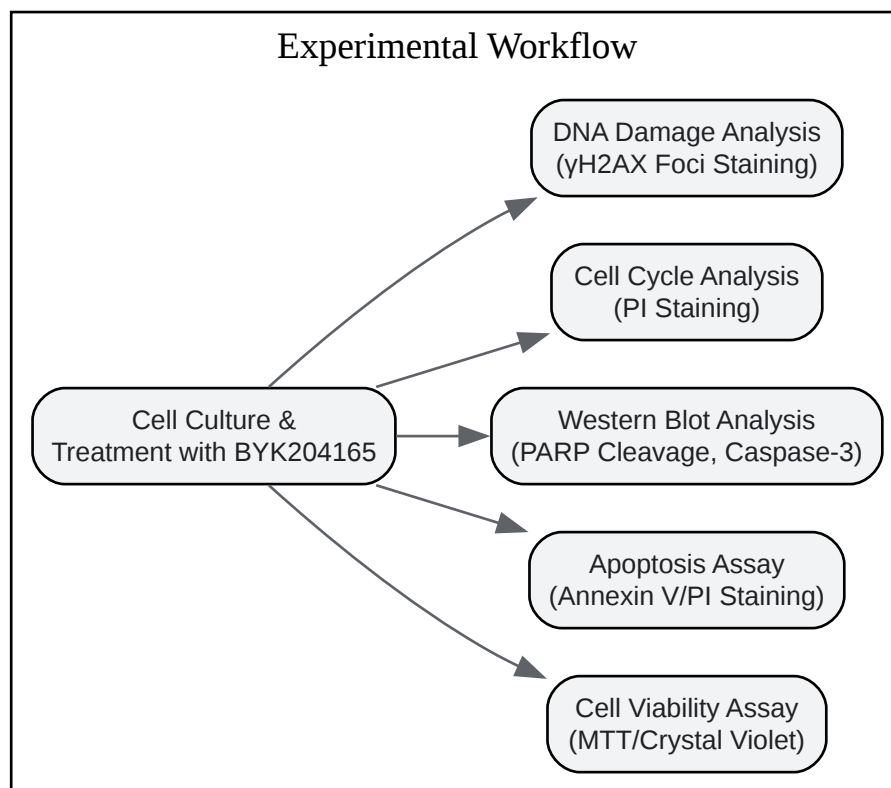 Experimental Workflow
DNA Damage Analysis
(γH2AX Foci Staining)
Cell Cycle Analysis
(PI Staining)
Cell Culture &
Treatment with BYK204165
Western Blot Analysis
(PARP Cleavage, Caspase-3)
Apoptosis Assay
(Annexin V/PI Staining)
Cell Viability Assay
(MTT/Crystal Violet)